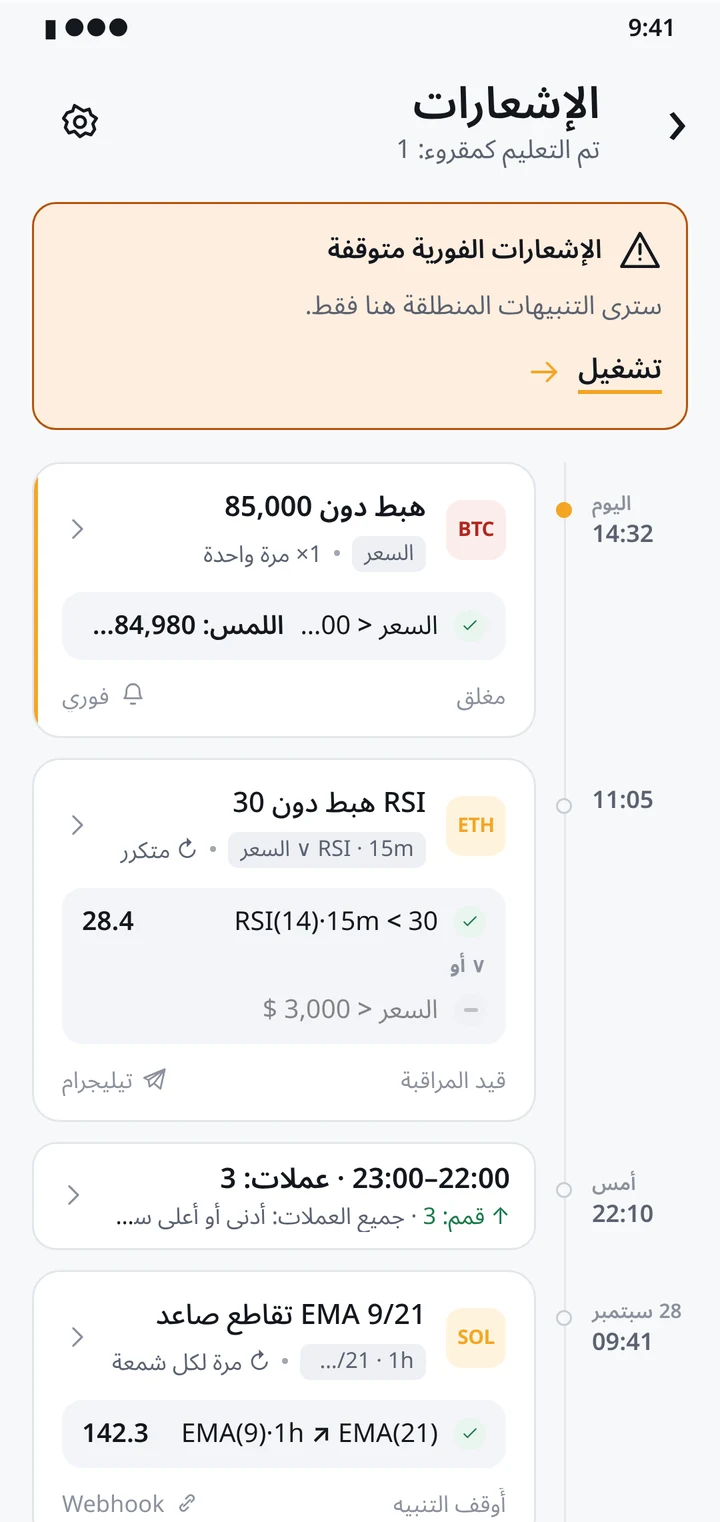 9:41
الإشعارات
تم التعليم كمقروء: 1
الإشعارات الفورية متوقفة
سترى التنبيهات المنطلقة هنا فقط.
تشغيل →
اليوم
14:32
BTC
هبط دون 85,000
السعر • 1× مرة واحدة
السعر < 00... اللمس: 84,980...
مغلق
فوري
11:05
ETH
RSI هبط دون 30
RSI · 15m ∨ السعر • ↻ متكرر
RSI(14)·15m < 30 28.4
∨ أو
السعر < 3,000 $
قيد المراقبة
تيليجرام
أمس
22:10
22:00–23:00 · عملات: 3
↑ قمم: 3 · جميع العملات: أدنى أو أعلى سـ...
28 سبتمبر
09:41
SOL
EMA 9/21 تقاطع صاعد
.../21 · 1h • ↻ مرة لكل شمعة
EMA(9)·1h ↗ EMA(21) 142.3
أوقف التنبيه
Webhook